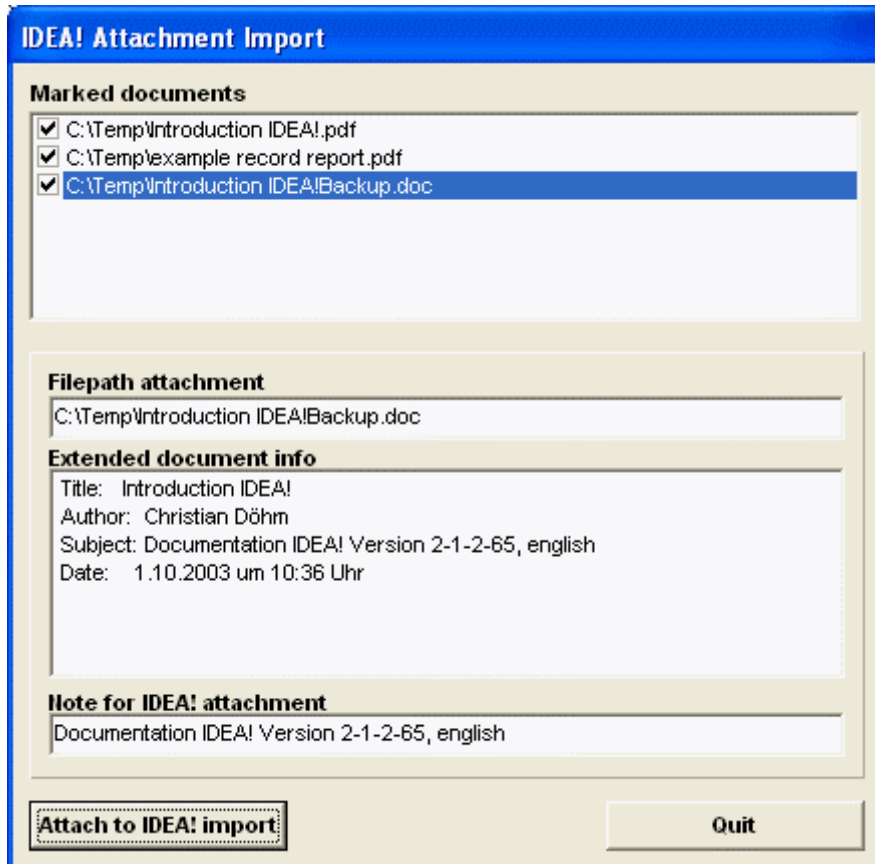 IDEA! Attachment Import
Marked documents
C:\Temp\Introduction IDEA!.pdf
C:\Temp\example record report.pdf
C:\Temp\Introduction IDEA!Backup.doc
Filepath attachment
C:\Temp\Introduction IDEA!Backup.doc
Extended document info
Title: Introduction IDEA!
Author: Christian Döhm
Subject: Documentation IDEA! Version 2-1-2-65, english
Date: 1.10.2003 um 10:36 Uhr
Note for IDEA! attachment
Documentation IDEA! Version 2-1-2-65, english
Attach to IDEA! import Quit